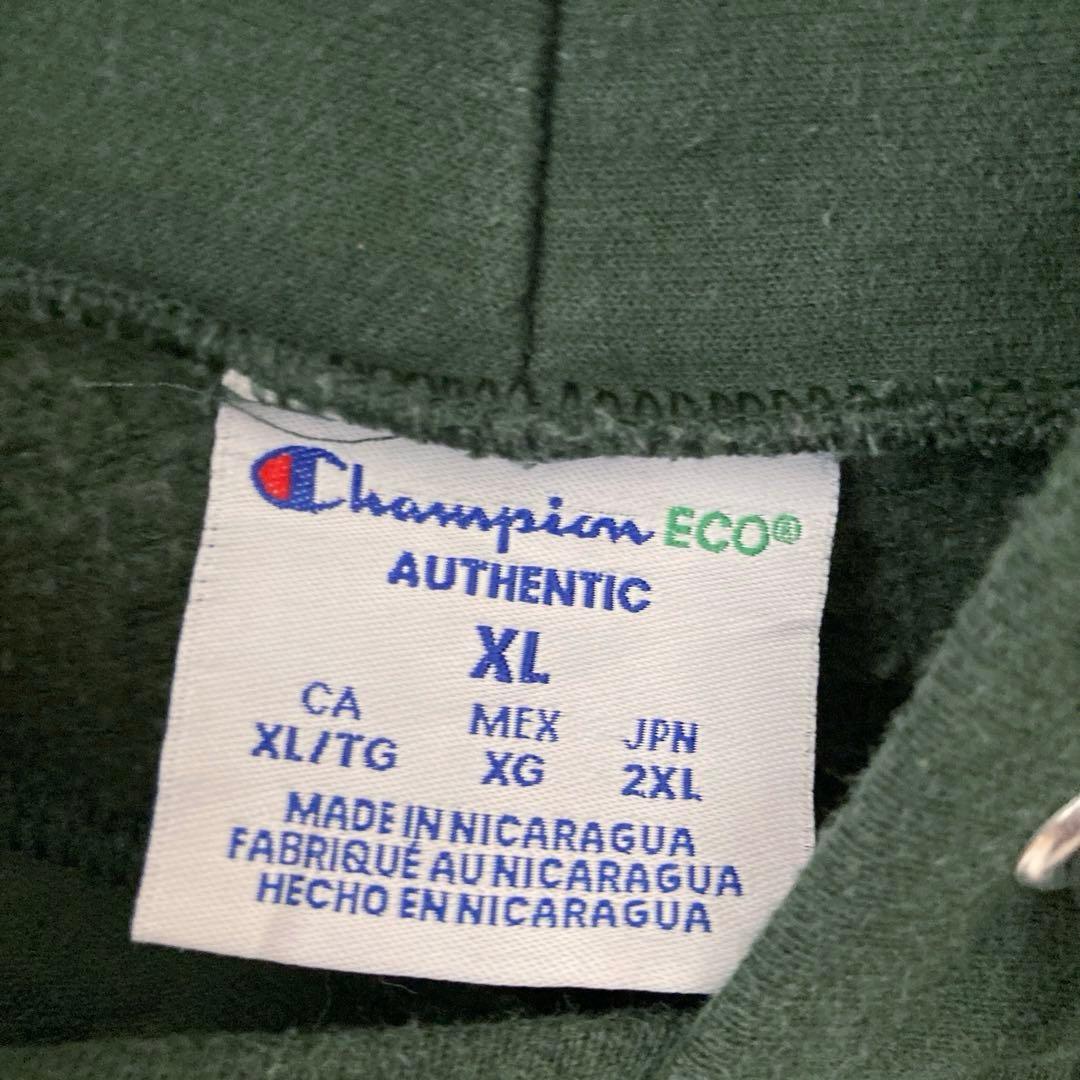 Champion ECO®
AUTHENTIC
XL
CA MEX JPN
XL/TG XG 2XL
MADE IN NICARAGUA
FABRIQUÉ AU NICARAGUA
HECHO EN NICARAGUA